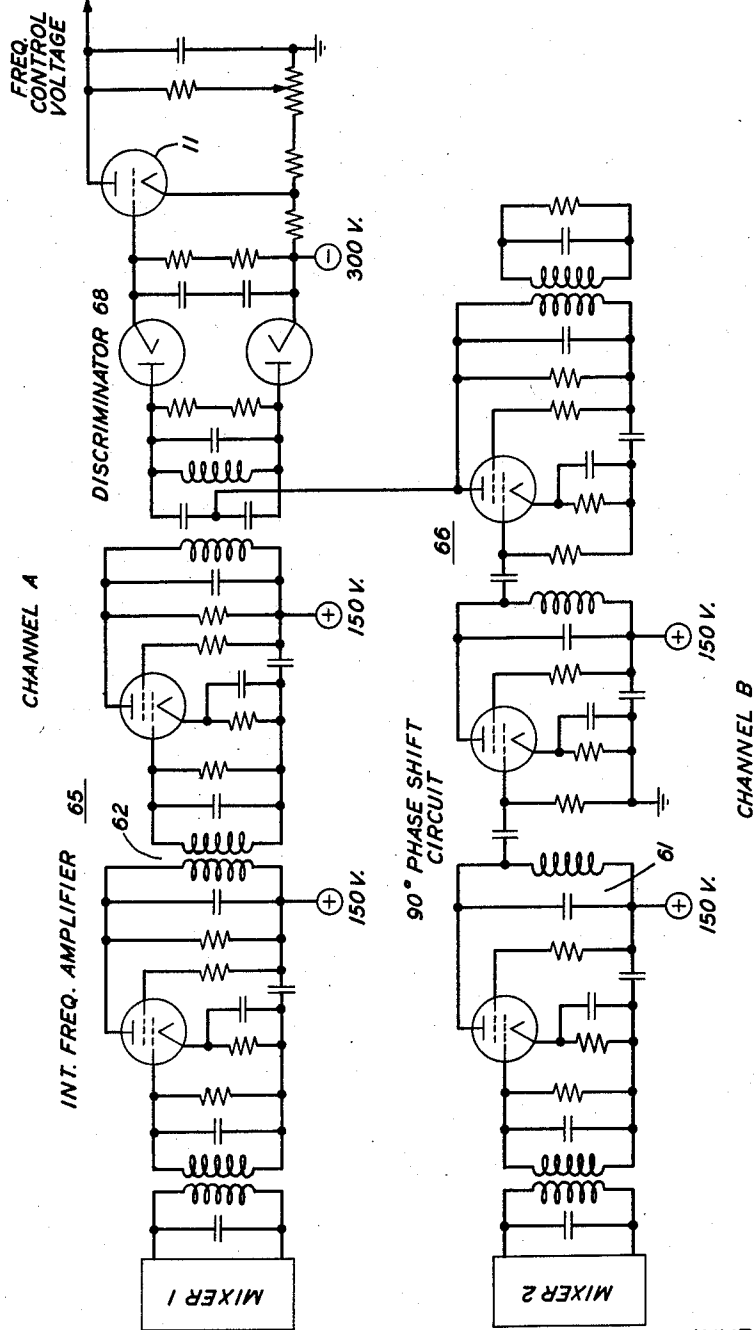 CHANNEL A
INT. FREQ. AMPLIFIER
65
62
DISCRIMINATOR 68
FREQ.
CONTROL
VOLTAGE
11
MIXER 1
150 V.
150 V.
300 V.
90° PHASE SHIFT
CIRCUIT
66
61
MIXER 2
150 V.
150 V.
CHANNEL B